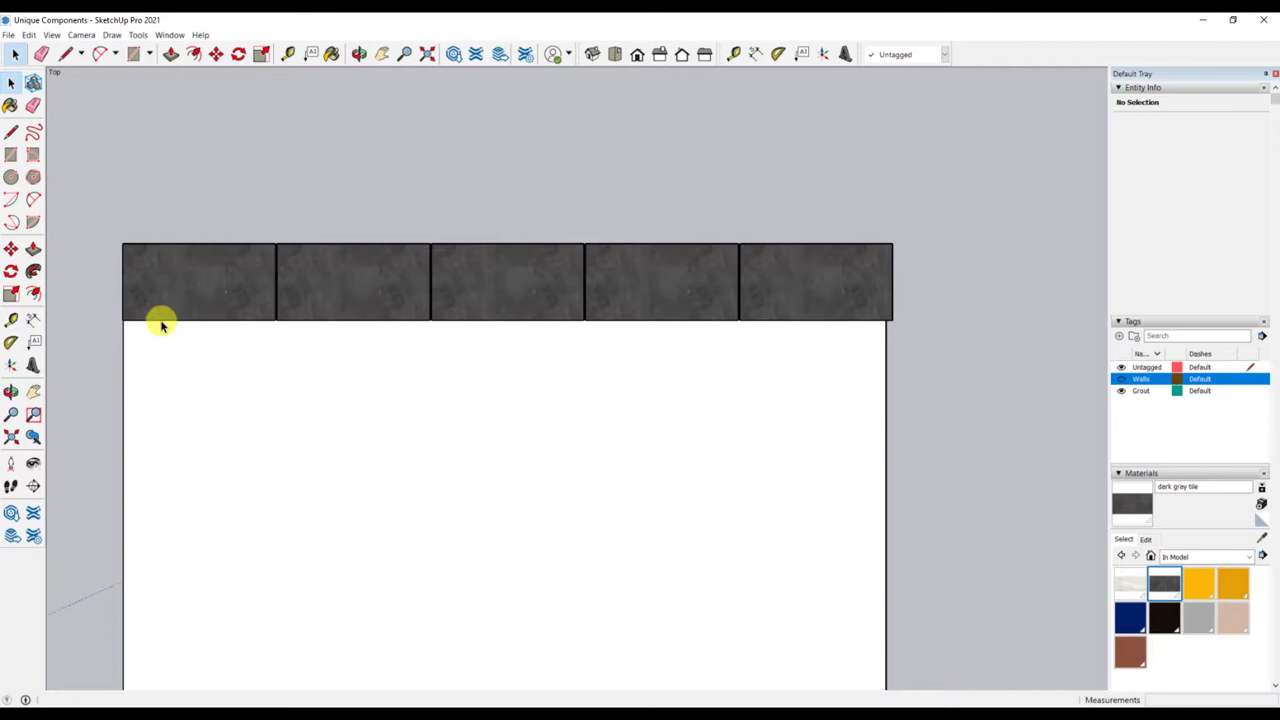 Unique Components - SketchUp Pro 2021
File Edit View Camera Draw Tools Window Help
Untagged
Top
Default Tray
Entity Info
No Selection
Tags
Search
Na... Dashes
Untagged Default
Walls Default
Grout Default
Materials
dark gray tile
Select Edit
In Model
Measurements